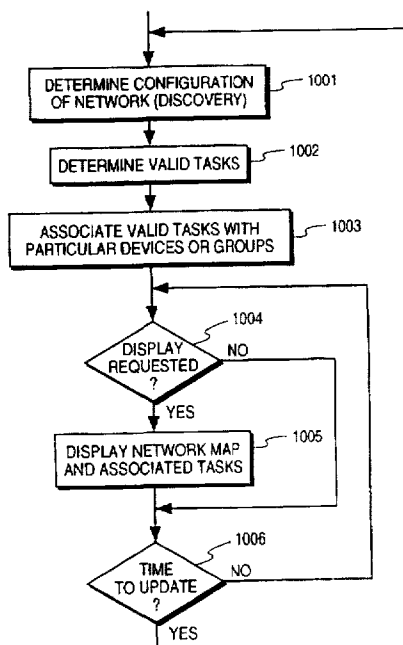 DETERMINE CONFIGURATION
OF NETWORK (DISCOVERY)
1001
DETERMINE VALID TASKS
1002
ASSOCIATE VALID TASKS WITH
PARTICULAR DEVICES OR GROUPS
1003
1004
DISPLAY
REQUESTED
?
NO
YES
DISPLAY NETWORK MAP
AND ASSOCIATED TASKS
1005
1006
TIME
TO UPDATE
?
NO
YES